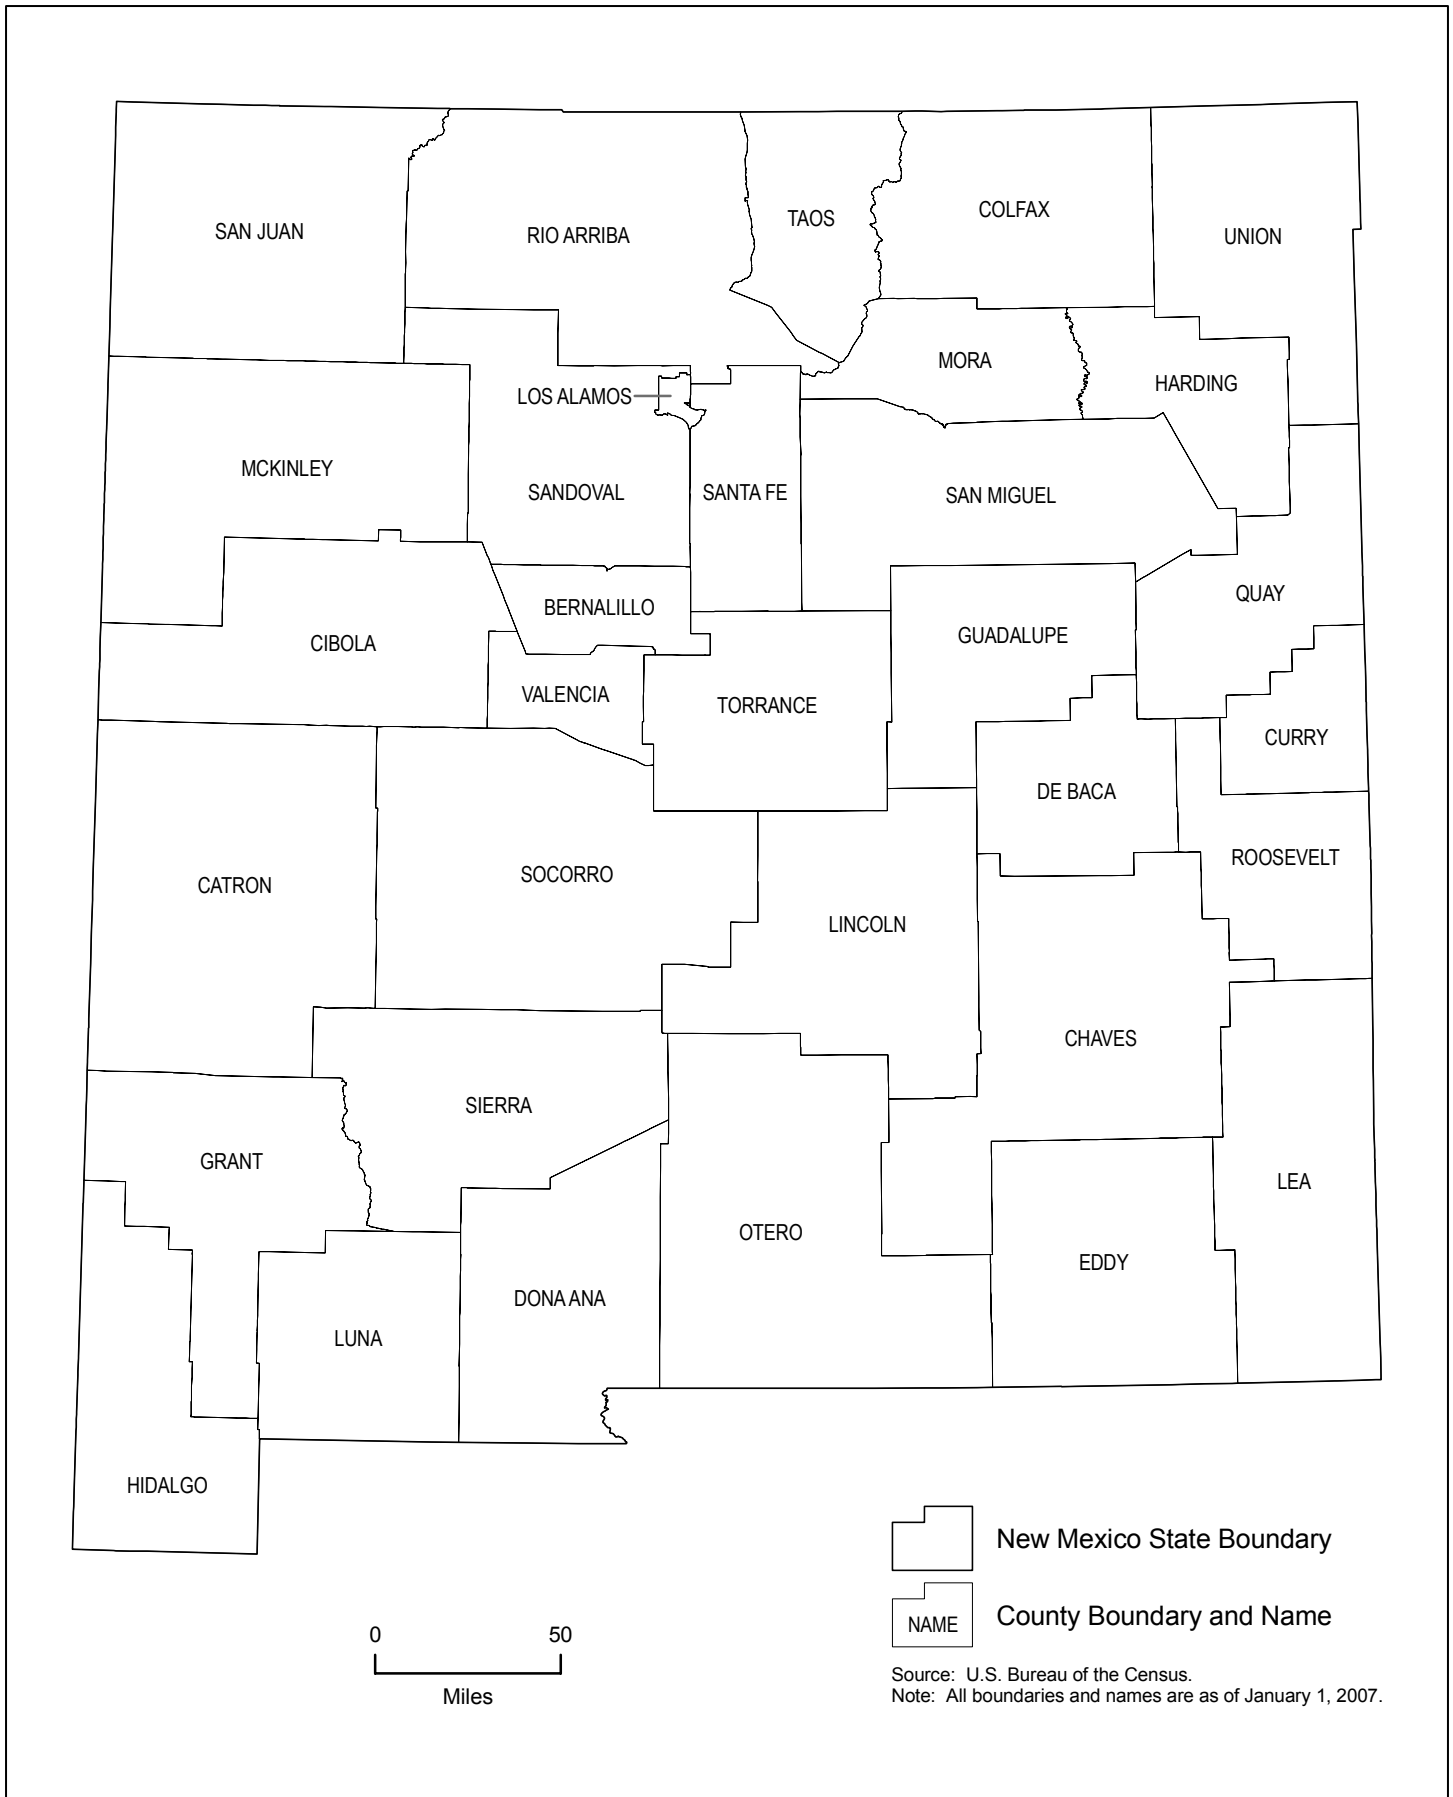 TAOS
COLFAX
SAN JUAN
RIO ARRIBA
UNION
MORA
HARDING
LOS ALAMOS
MCKINLEY
SANDOVAL
SANTA FE
SAN MIGUEL
QUAY
BERNALILLO
GUADALUPE
CIBOLA
VALENCIA
TORRANCE
CURRY
DE BACA
ROOSEVELT
SOCORRO
CATRON
LINCOLN
CHAVES
SIERRA
GRANT
LEA
OTERO
EDDY
DONA ANA
LUNA
HIDALGO
New Mexico State Boundary
NAME
County Boundary and Name
0 50
Miles
Source: U.S. Bureau of the Census.
Note: All boundaries and names are as of January 1, 2007.